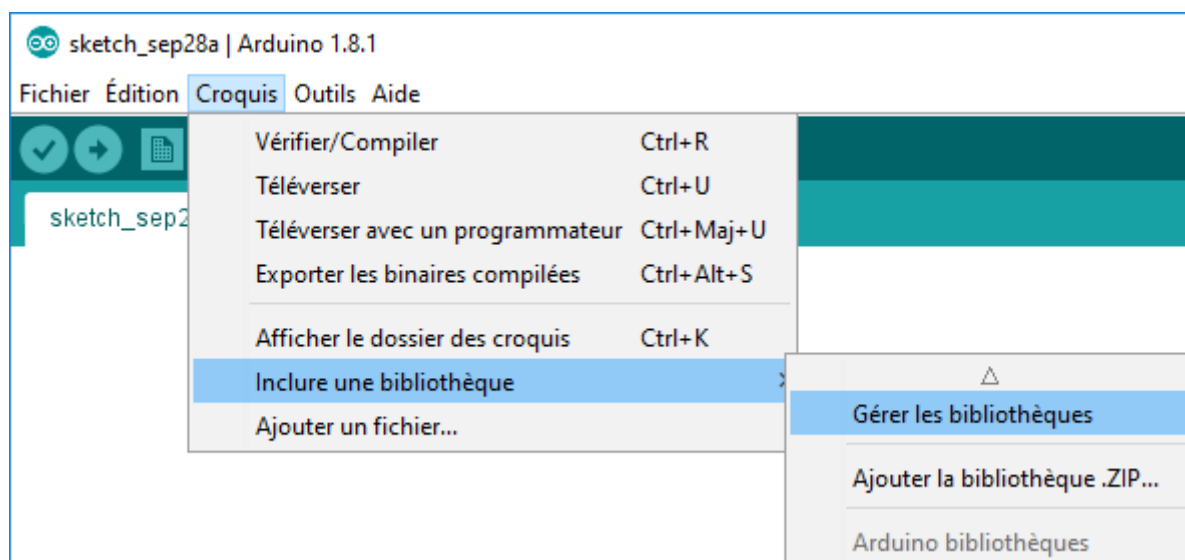 sketch_sep28a | Arduino 1.8.1
Fichier Édition Croquis Outils Aide
Vérifier/Compiler Ctrl+R
Téléverser Ctrl+U
sketch_sep2
Téléverser avec un programmateur Ctrl+Maj+U
Exporter les binaires compilées Ctrl+Alt+S
Afficher le dossier des croquis Ctrl+K
Inclure une bibliothèque
Ajouter un fichier...
Gérer les bibliothèques
Ajouter la bibliothèque .ZIP...
Arduino bibliothèques